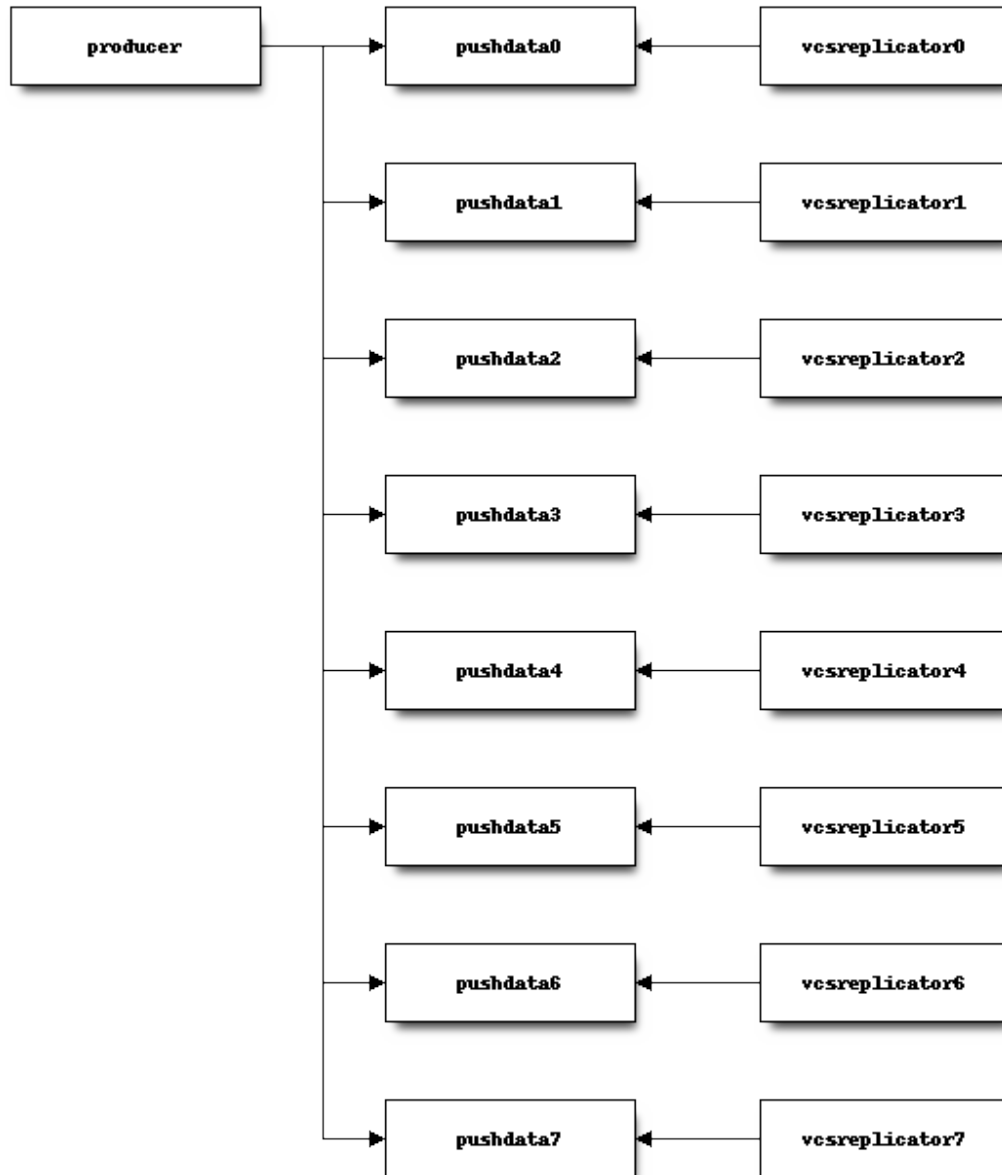 producer pushdata0 vcsreplicator0
pushdata1 vcsreplicator1
pushdata2 vcsreplicator2
pushdata3 vcsreplicator3
pushdata4 vcsreplicator4
pushdata5 vcsreplicator5
pushdata6 vcsreplicator6
pushdata7 vcsreplicator7